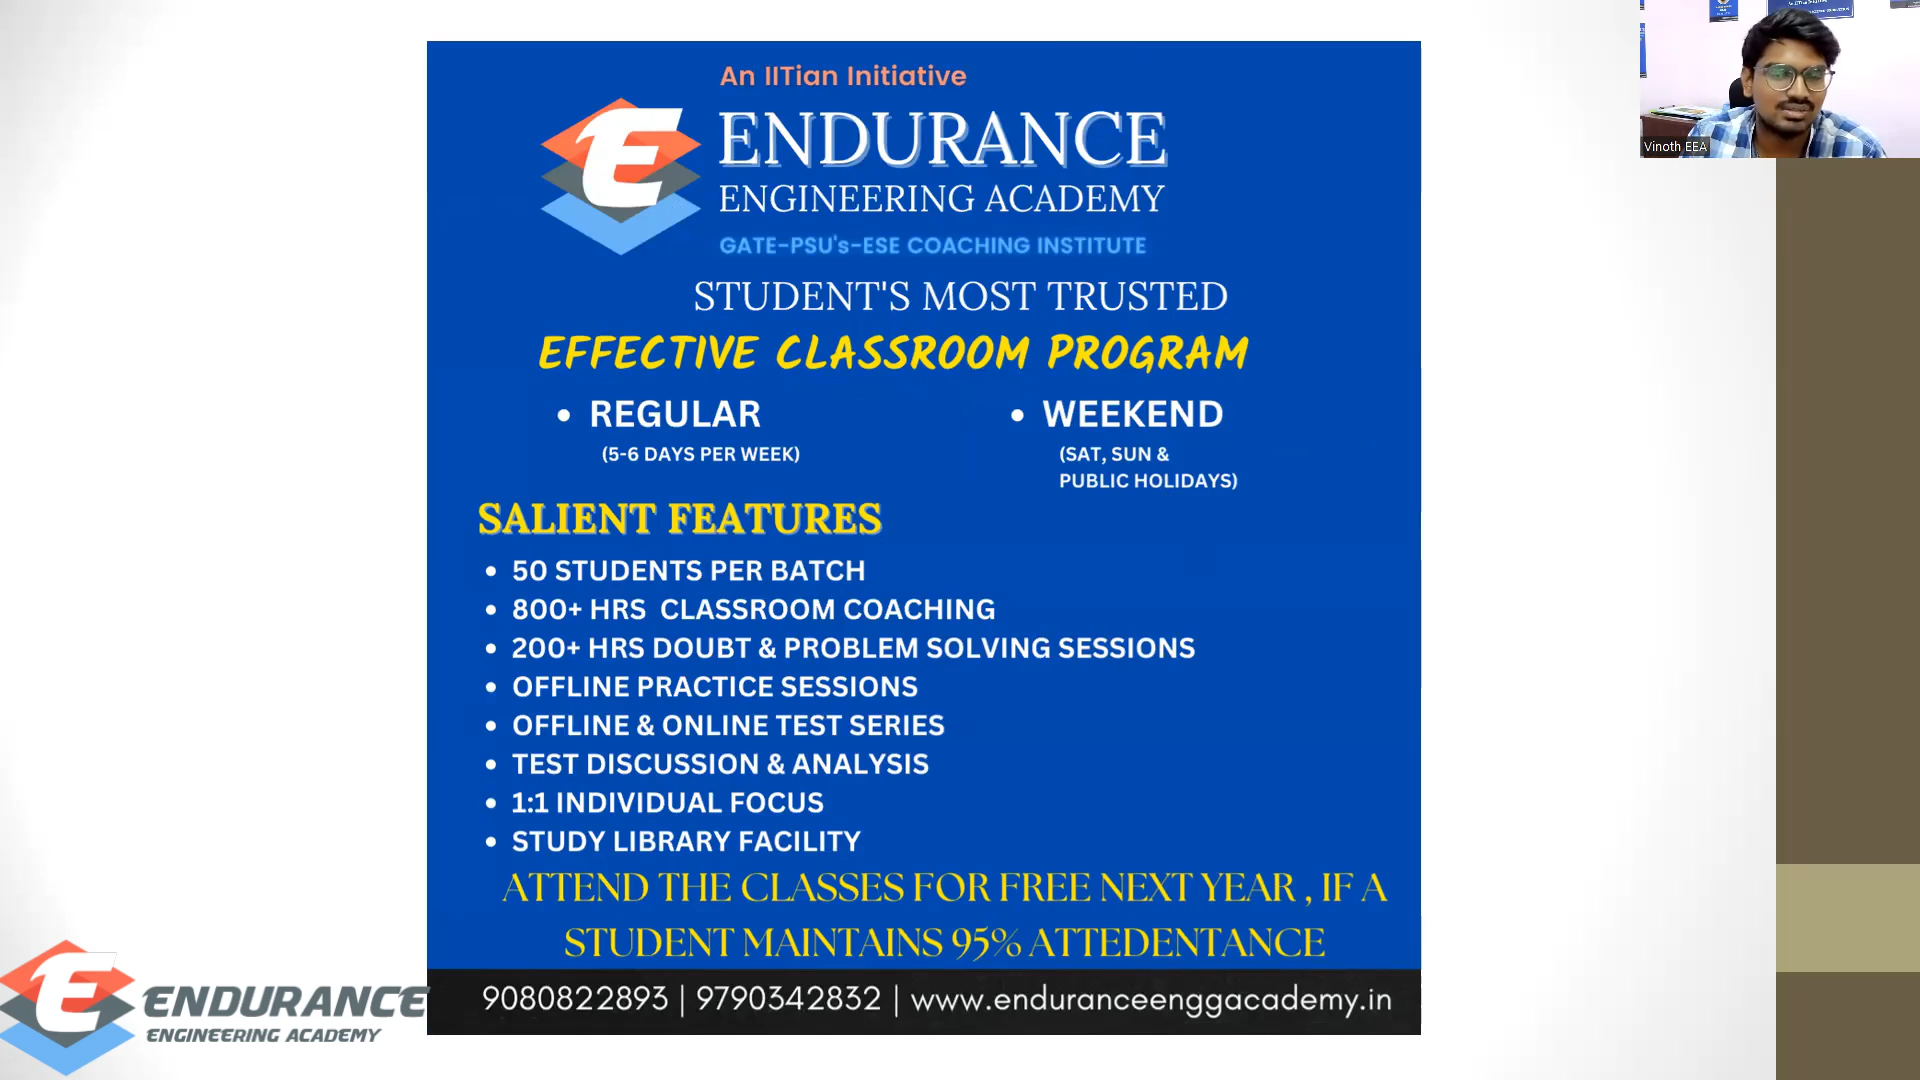 An IITian Initiative
ENDURANCE
ENGINEERING ACADEMY
GATE-PSU's-ESE COACHING INSTITUTE
STUDENT'S MOST TRUSTED
EFFECTIVE CLASSROOM PROGRAM
• REGULAR
(5-6 DAYS PER WEEK)
• WEEKEND
(SAT, SUN &
PUBLIC HOLIDAYS)
SALIENT FEATURES
• 50 STUDENTS PER BATCH
• 800+ HRS CLASSROOM COACHING
• 200+ HRS DOUBT & PROBLEM SOLVING SESSIONS
• OFFLINE PRACTICE SESSIONS
• OFFLINE & ONLINE TEST SERIES
• TEST DISCUSSION & ANALYSIS
• 1:1 INDIVIDUAL FOCUS
• STUDY LIBRARY FACILITY
ATTEND THE CLASSES FOR FREE NEXT YEAR , IF A
STUDENT MAINTAINS 95% ATTEDENTANCE
9080822893 | 9790342832 | www.enduranceenggacademy.in
ENDURANCE
ENGINEERING ACADEMY
Vinoth EEA